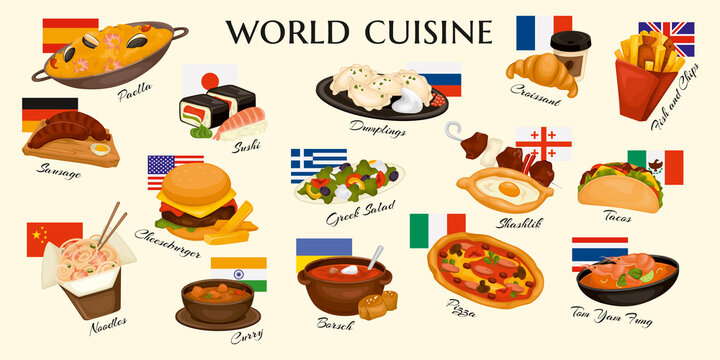 WORLD CUISINE
Paella
Sushi
Dumplings
Croissant
Fish and Chips
Sausage
Cheeseburger
Greek Salad
Shashlik
Tacos
Noodles
Curry
Borsch
Pizza
Tom Yam Fung